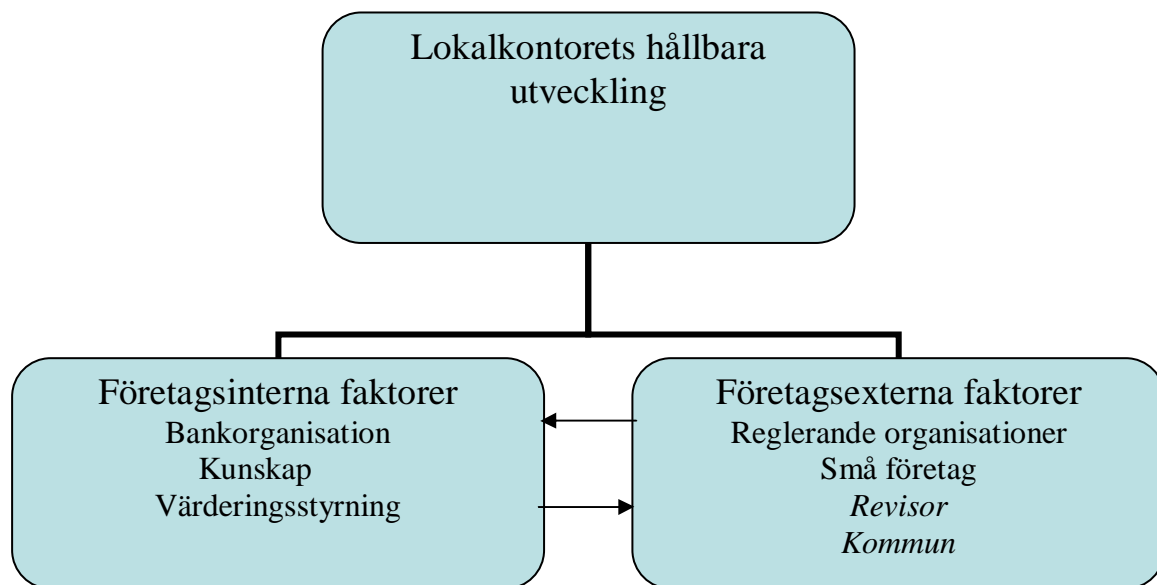 Lokalkontorets hållbara
utveckling
Företagsinterna faktorer
Bankorganisation
Kunskap
Värderingsstyrning
Företagsexterna faktorer
Reglerande organisationer
Små företag
Revisor
Kommun